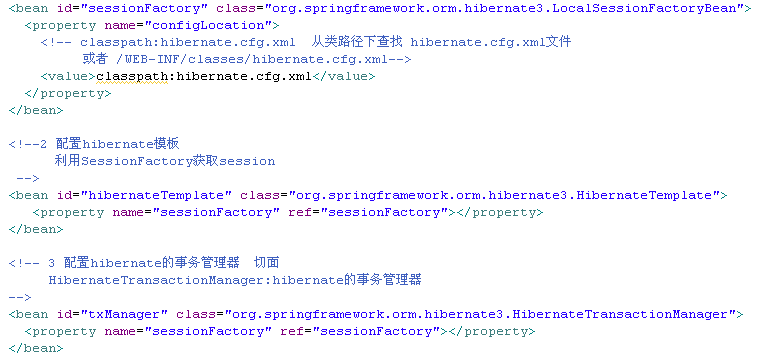 <bean id="sessionFactory" class="org.springframework.orm.hibernate3.LocalSessionFactoryBean">
<property name="configLocation">
<!-- classpath:hibernate.cfg.xml 从类路径下查找 hibernate.cfg.xml文件
或者 /WEB-INF/classes/hibernate.cfg.xml-->
<value>classpath:hibernate.cfg.xml</value>
</property>
</bean>
<!--2 配置hibernate模板
利用SessionFactory获取session
-->
<bean id="hibernateTemplate" class="org.springframework.orm.hibernate3.HibernateTemplate">
<property name="sessionFactory" ref="sessionFactory"></property>
</bean>
<!-- 3 配置hibernate的事务管理器 切面
HibernateTransactionManager:hibernate的事务管理器
-->
<bean id="txManager" class="org.springframework.orm.hibernate3.HibernateTransactionManager">
<property name="sessionFactory" ref="sessionFactory"></property>
</bean>